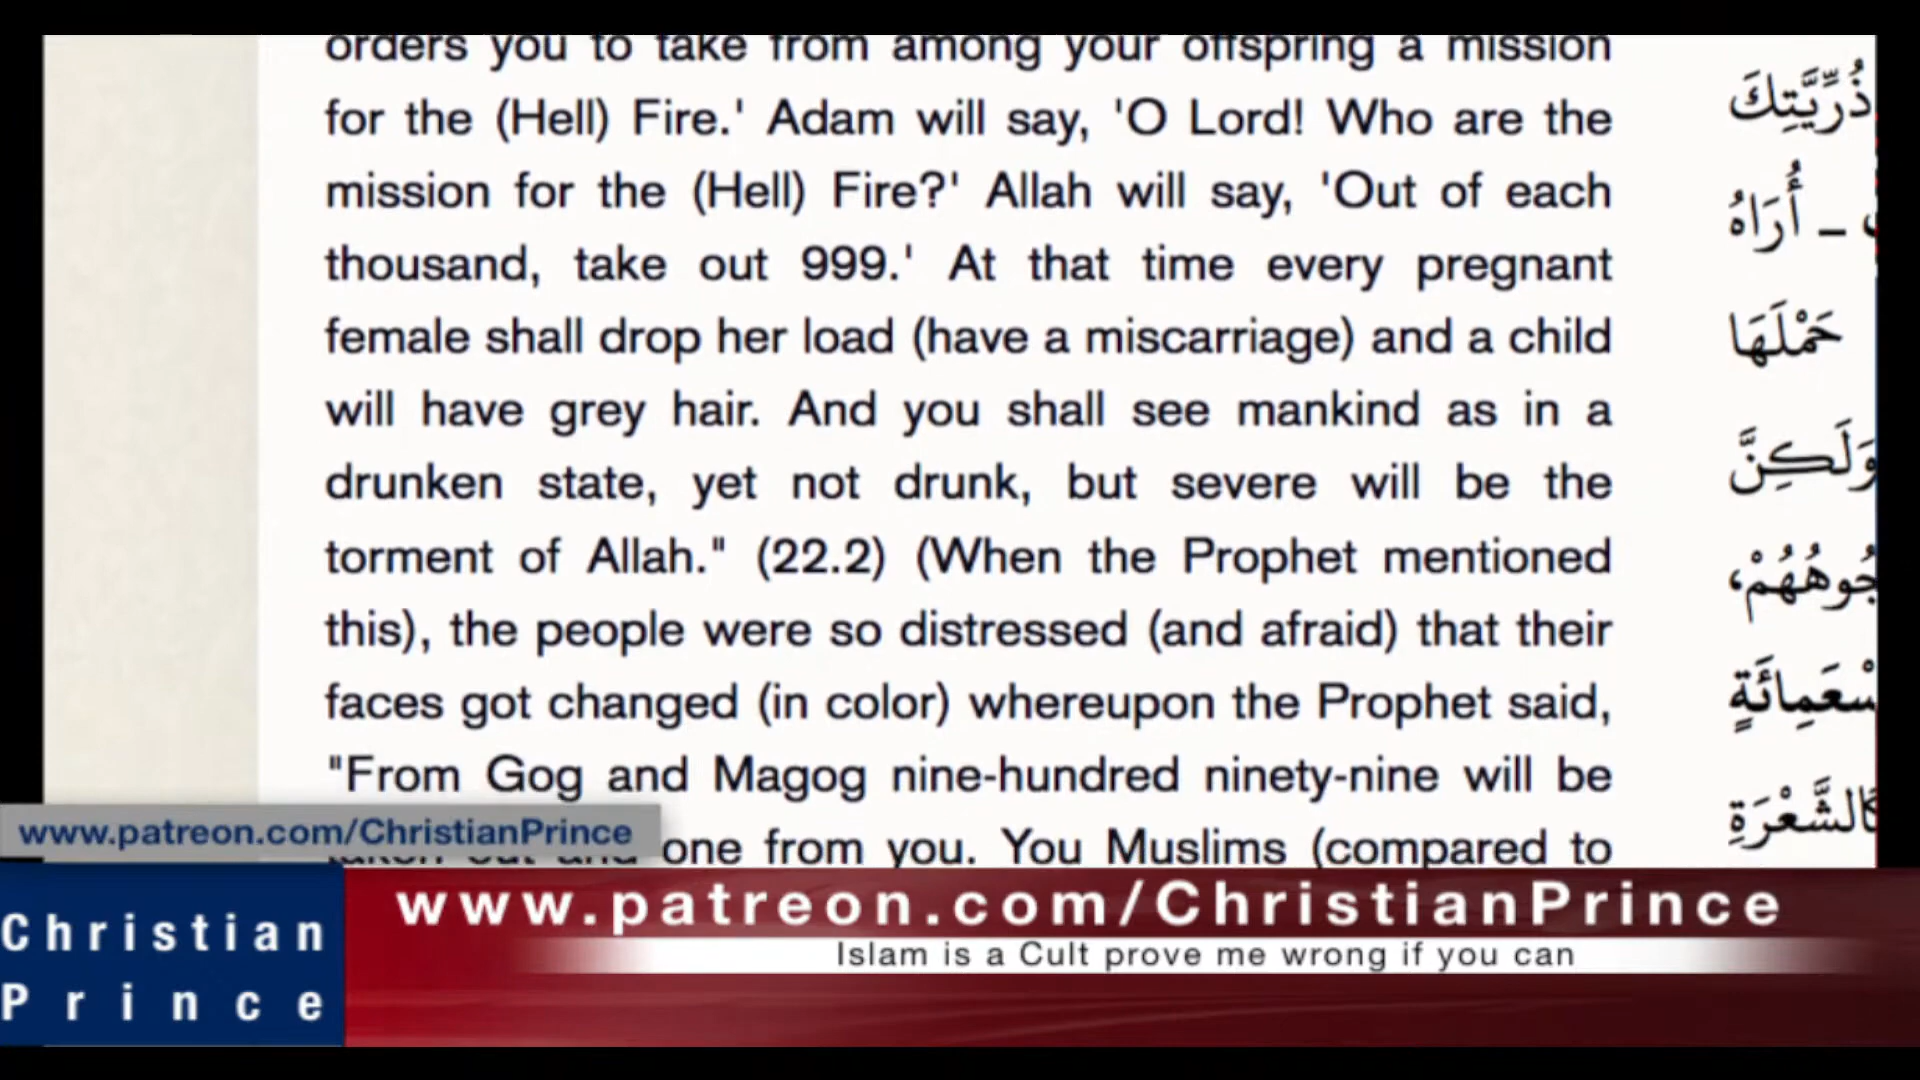 orders you to take from among your offspring a mission
for the (Hell) Fire.' Adam will say, 'O Lord! Who are the
mission for the (Hell) Fire?' Allah will say, 'Out of each
thousand, take out 999.' At that time every pregnant
female shall drop her load (have a miscarriage) and a child
will have grey hair. And you shall see mankind as in a
drunken state, yet not drunk, but severe will be the
torment of Allah." (22.2) (When the Prophet mentioned
this), the people were so distressed (and afraid) that their
faces got changed (in color) whereupon the Prophet said,
"From Gog and Magog nine-hundred ninety-nine will be
taken out and one from you. You Muslims (compared to
ذُرِّيَّتِكَ
ـ أُرَاهُ
حَمْلَهَا
وَلَكِنَّ
كَالشَّعْرَةِ
www.patreon.com/ChristianPrince
Christian
Prince
www.patreon.com/ChristianPrince
Islam is a Cult prove me wrong if you can